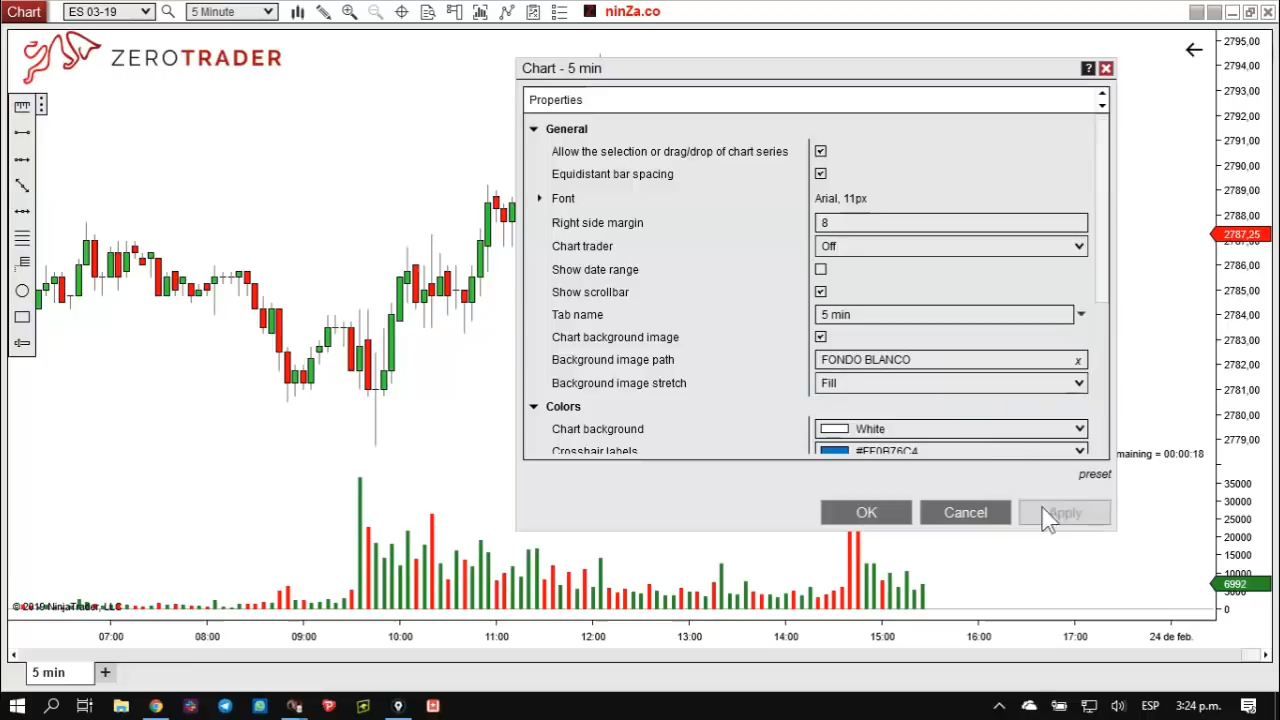 Chart
ES 03-19
5 Minute
ninZa.co
ZEROTRADER
Chart - 5 min
?
Properties
General
Allow the selection or drag/drop of chart series
Equidistant bar spacing
Font
Arial, 11px
Right side margin
8
Chart trader
Off
Show date range
Show scrollbar
Tab name
5 min
Chart background image
Background image path
FONDO BLANCO
x
Background image stretch
Fill
Colors
Chart background
White
Crosshair labels
#FF0B76C4
preset
OK
Cancel
Apply
2795,00
2794,00
2793,00
2792,00
2791,00
2790,00
2789,00
2788,00
2787,25
2786,00
2785,00
2784,00
2783,00
2782,00
2781,00
2780,00
2779,00
maining = 00:00:18
35000
30000
25000
20000
15000
10000
6992
5000
0
© 2019 NinjaTrader, LLC
07:00
08:00
09:00
10:00
11:00
12:00
13:00
14:00
15:00
16:00
17:00
24 de feb.
5 min
+
ESP
3:24 p.m.